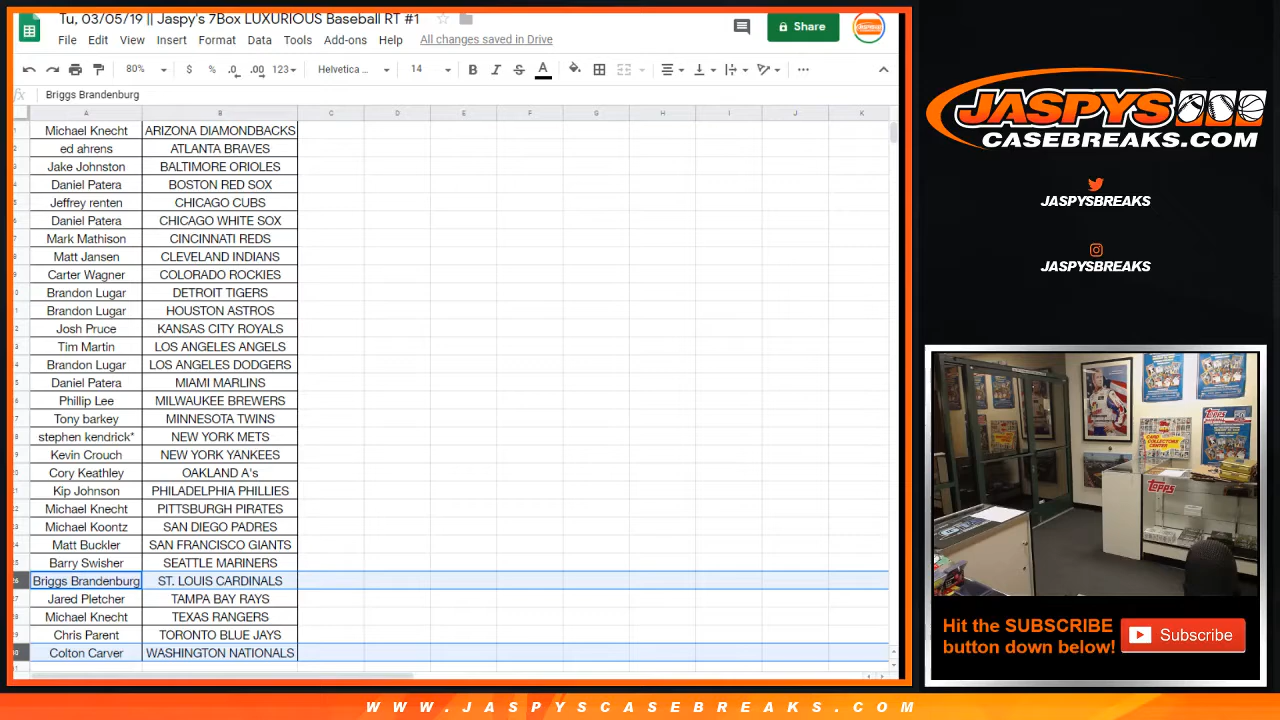 Tu, 03/05/19 || Jaspy's 7Box LUXURIOUS Baseball RT #1
File Edit View Insert Format Data Tools Add-ons Help All changes saved in Drive
Share
80% $ % .0 .00 123 Helvetica ... 14 B I S A
fx Briggs Brandenburg
A B C D E F G H I J K
Michael Knecht ARIZONA DIAMONDBACKS
ed ahrens ATLANTA BRAVES
Jake Johnston BALTIMORE ORIOLES
Daniel Patera BOSTON RED SOX
Jeffrey renten CHICAGO CUBS
Daniel Patera CHICAGO WHITE SOX
Mark Mathison CINCINNATI REDS
Matt Jansen CLEVELAND INDIANS
Carter Wagner COLORADO ROCKIES
Brandon Lugar DETROIT TIGERS
Brandon Lugar HOUSTON ASTROS
Josh Pruce KANSAS CITY ROYALS
Tim Martin LOS ANGELES ANGELS
Brandon Lugar LOS ANGELES DODGERS
Daniel Patera MIAMI MARLINS
Phillip Lee MILWAUKEE BREWERS
Tony barkey MINNESOTA TWINS
stephen kendrick* NEW YORK METS
Kevin Crouch NEW YORK YANKEES
Cory Keathley OAKLAND A's
Kip Johnson PHILADELPHIA PHILLIES
Michael Knecht PITTSBURGH PIRATES
Michael Koontz SAN DIEGO PADRES
Matt Buckler SAN FRANCISCO GIANTS
Barry Swisher SEATTLE MARINERS
Briggs Brandenburg ST. LOUIS CARDINALS
Jared Pletcher TAMPA BAY RAYS
Michael Knecht TEXAS RANGERS
Chris Parent TORONTO BLUE JAYS
Colton Carver WASHINGTON NATIONALS
JASPYS
CASEBREAKS.COM
JASPYSBREAKS
JASPYSBREAKS
TOPPS
TOPPS
Hit the SUBSCRIBE
button down below!
Subscribe
WWW.JASPYSCASEBREAKS.COM